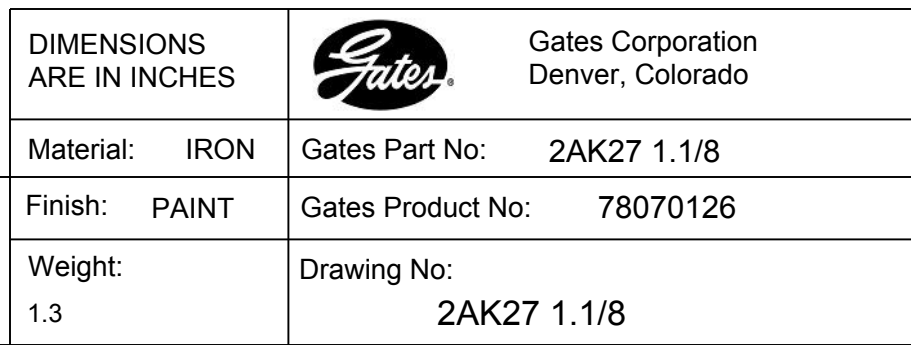 DIMENSIONS
ARE IN INCHES
Gates®
Gates Corporation
Denver, Colorado
Material: IRON
Gates Part No: 2AK27 1.1/8
Finish: PAINT
Gates Product No: 78070126
Weight:
1.3
Drawing No:
2AK27 1.1/8